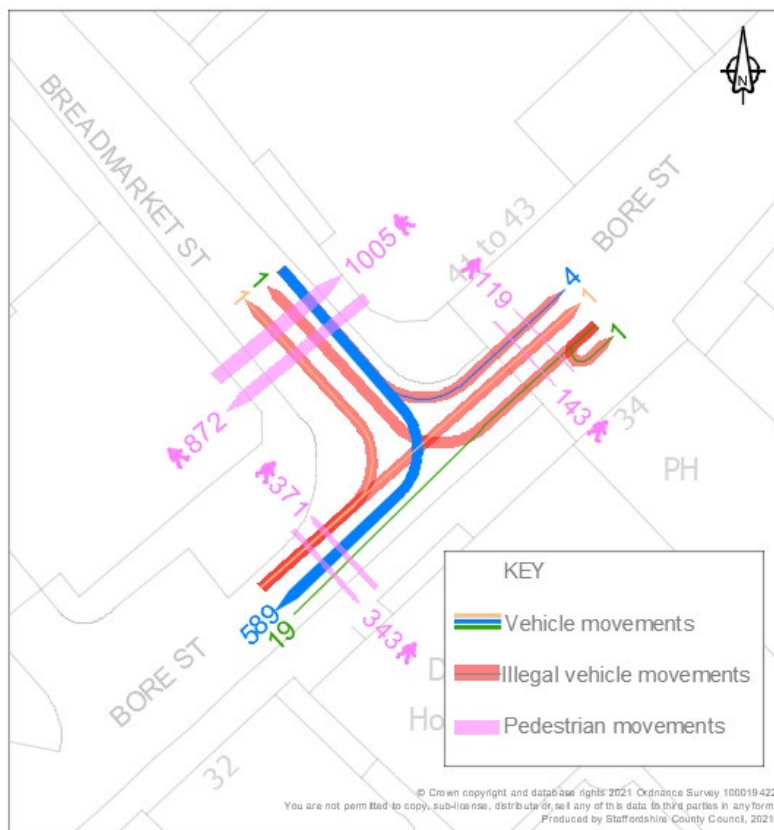 N
BREADMARKET ST
BORE ST
41 to 43
1005
4
1
1
1
119
1
872
143
34
371
PH
KEY
589
Vehicle movements
19
343
D
Illegal vehicle movements
BORE ST
Ho
Pedestrian movements
32
© Crown copyright and database rights 2021 Ordnance Survey 100019422
You are not permitted to copy, sub-license, distribute or sell any of this data to third parties in any form
Produced by Staffordshire County Council, 2021